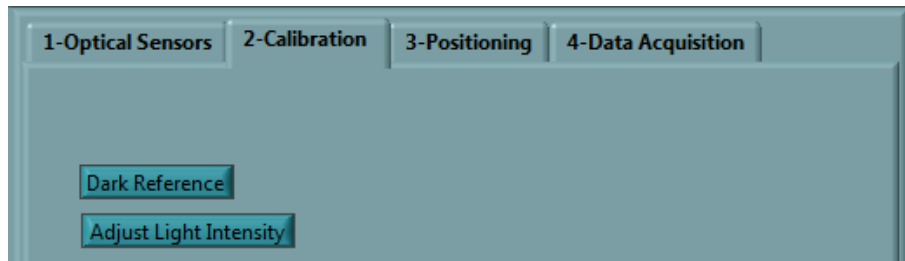 1-Optical Sensors 2-Calibration 3-Positioning 4-Data Acquisition
Dark Reference
Adjust Light Intensity